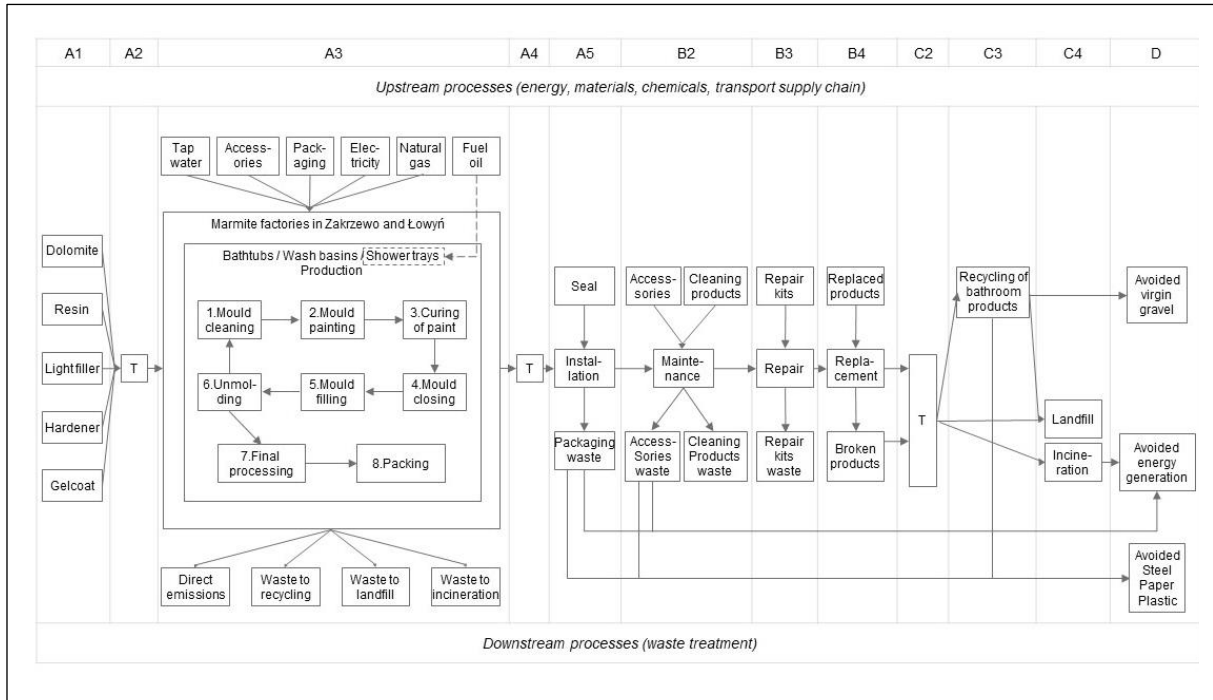 A1 A2 A3 A4 A5 B2 B3 B4 C2 C3 C4 D
Upstream processes (energy, materials, chemicals, transport supply chain)
Tap
water
Access-
ories
Pack-
aging
Elec-
tricity
Natural
gas
Fuel
oil
Marmite factories in Zakrzewo and Łowyń
Bathtubs / Wash basins / Shower trays
Production
1.Mould
cleaning
2.Mould
painting
3.Curing
of paint
6.Unmol-
ding
5.Mould
filling
4.Mould
closing
7.Final
processing
8.Packing
Dolomite
Resin
Light filler
Hardener
Gelcoat
T
Direct
emissions
Waste to
recycling
Waste to
landfill
Waste to
incineration
T
Seal
Instal-
lation
Packaging
waste
Access-
sories
Cleaning
products
Mainte-
nance
Access-
Sories
waste
Cleaning
Products
waste
Repair
kits
Repair
Repair
kits
waste
Replaced
products
Replace-
ment
Broken
products
T
Recycling of
bathroom
products
Landfill
Incine-
ration
Avoided
virgin
gravel
Avoided
energy
generation
Avoided
Steel
Paper
Plastic
Downstream processes (waste treatment)